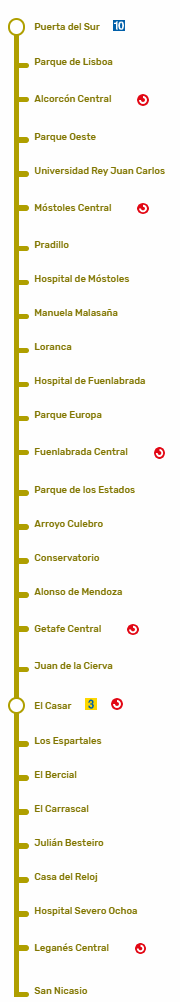 Puerta del Sur 10
Parque de Lisboa
Alcorcón Central
Parque Oeste
Universidad Rey Juan Carlos
Móstoles Central
Pradillo
Hospital de Móstoles
Manuela Malasaña
Loranca
Hospital de Fuenlabrada
Parque Europa
Fuenlabrada Central
Parque de los Estados
Arroyo Culebro
Conservatorio
Alonso de Mendoza
Getafe Central
Juan de la Cierva
El Casar 3
Los Espartales
El Bercial
El Carrascal
Julián Besteiro
Casa del Reloj
Hospital Severo Ochoa
Leganés Central
San Nicasio